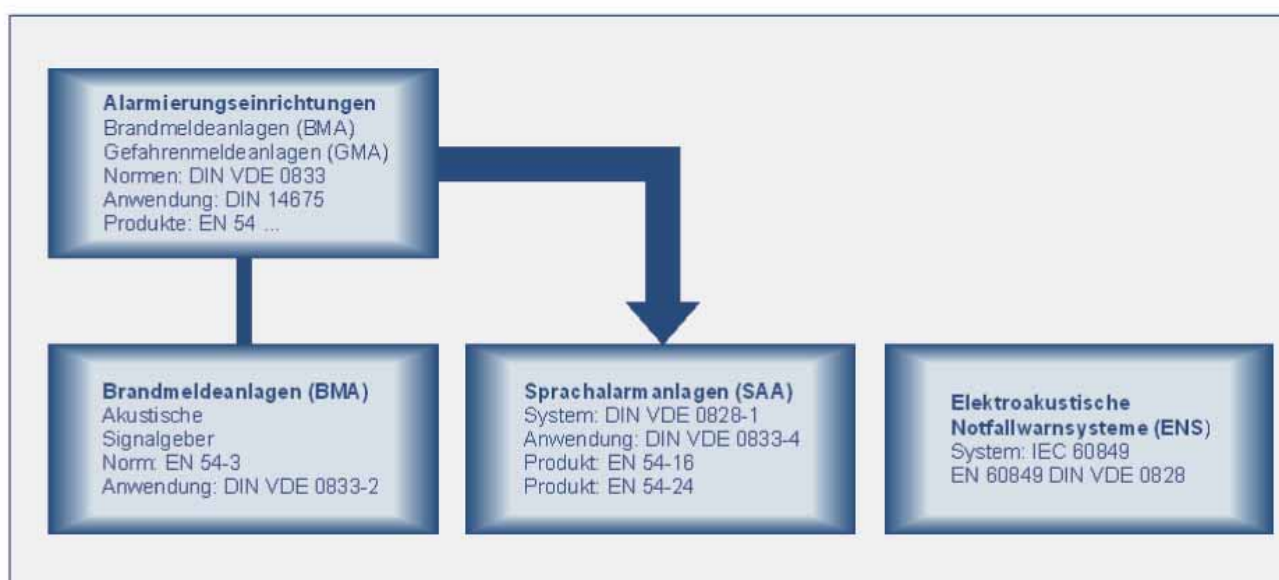 Alarmierungseinrichtungen
Brandmeldeanlagen (BMA)
Gefahrenmeldeanlagen (GMA)
Normen: DIN VDE 0833
Anwendung: DIN 14675
Produkte: EN 54 ...
Brandmeldeanlagen (BMA)
Akustische
Signalgeber
Norm: EN 54-3
Anwendung: DIN VDE 0833-2
Sprachalarmanlagen (SAA)
System: DIN VDE 0828-1
Anwendung: DIN VDE 0833-4
Produkt: EN 54-16
Produkt: EN 54-24
Elektroakustische
Notfallwarnsysteme (ENS)
System: IEC 60849
EN 60849 DIN VDE 0828